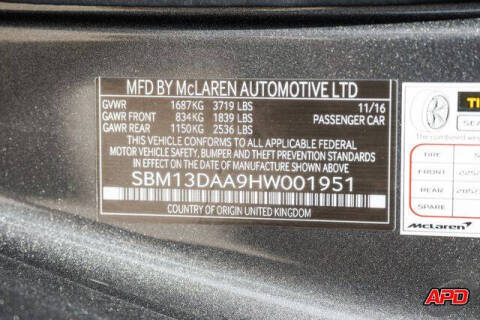 MFD BY McLAREN AUTOMOTIVE LTD
GVWR 1687KG 3719 LBS 11/16
GAWR FRONT 834KG 1839 LBS PASSENGER CAR
GAWR REAR 1150KG 2536 LBS
THIS VEHICLE CONFORMS TO ALL APPLICABLE FEDERAL
MOTOR VEHICLE SAFETY, BUMPER, AND THEFT PREVENTION
STANDARDS IN EFFECT ON THE DATE OF MANUFACTURE SHOWN ABOVE
SBM13DAA9HW001951
COUNTRY OF ORIGIN UNITED KINGDOM
TI
SEA
TIRE
FRONT
REAR
SPARE
McLaren
APD